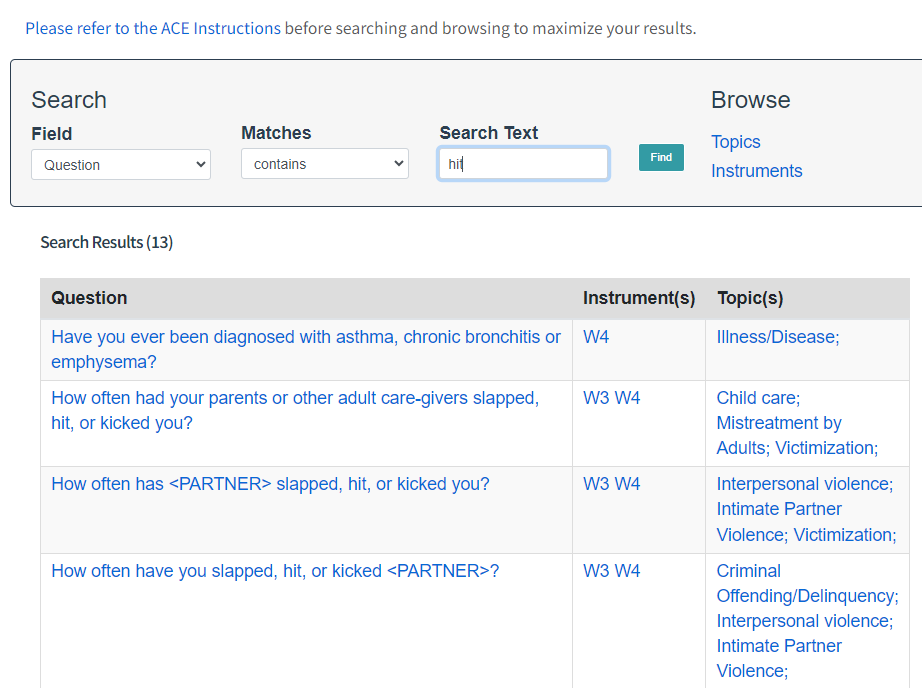 Please refer to the ACE Instructions before searching and browsing to maximize your results.
Search
Browse
Field
Matches
Search Text
Question
contains
hit
Find
Topics
Instruments
Search Results (13)
Question
Instrument(s)
Topic(s)
Have you ever been diagnosed with asthma, chronic bronchitis or
emphysema?
W4
Illness/Disease;
How often had your parents or other adult care-givers slapped,
hit, or kicked you?
W3 W4
Child care;
Mistreatment by
Adults; Victimization;
How often has <PARTNER> slapped, hit, or kicked you?
W3 W4
Interpersonal violence;
Intimate Partner
Violence; Victimization;
How often have you slapped, hit, or kicked <PARTNER>?
W3 W4
Criminal
Offending/Delinquency;
Interpersonal violence;
Intimate Partner
Violence;